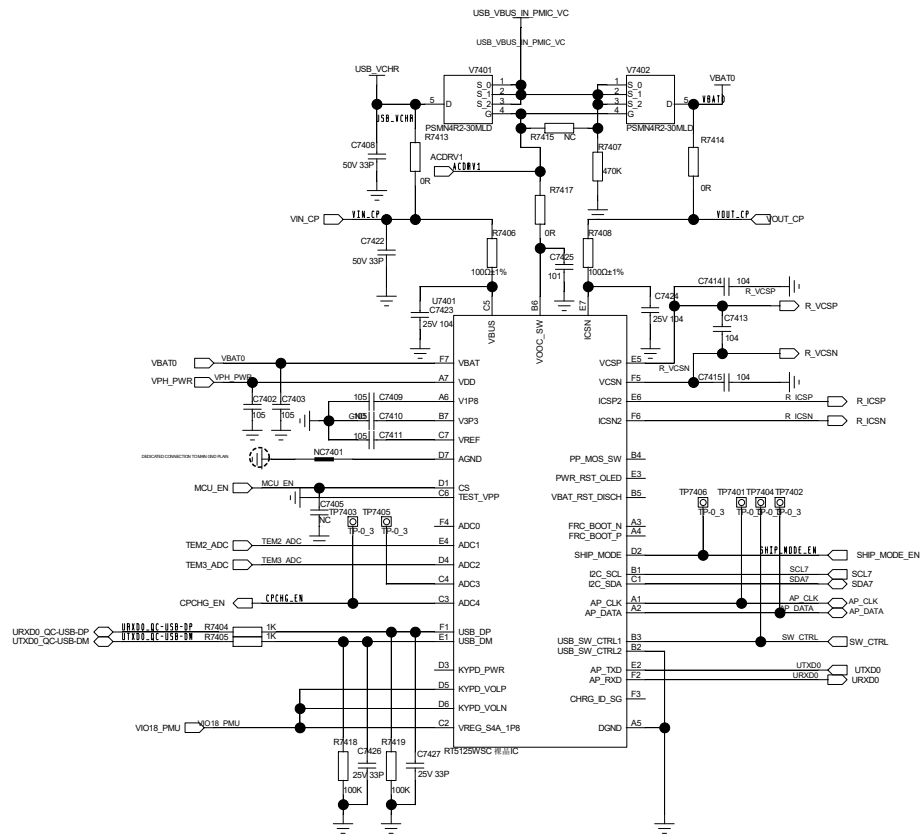 USB_VBUS_IN_PMIC_VC
USB_VBUS_IN_PMIC_VC
V7401
V7402
USB_VCHR
VBAT0
S_0 1
S_1 2
S_2 3
G 4
5 D
1 S_0
2 S_1
3 S_2
4 G
D 5
VBAT0
USB_VCHR
PSMN4R2-30MLD
PSMN4R2-30MLD
R7413
R7415 NC
R7414
C7408
50V 33P
0R
ACDRV1
ACDRV1
R7407
470K
0R
R7417
0R
VIN_CP
VIN_CP
VOUT_CP
VOUT_CP
C7422
50V 33P
R7406
100Ω±1%
R7408
100Ω±1%
C7425
101
C7414 104
R_VCSP
R_VCSP
U7401
C7423
25V 104
C5
B6
E7
C7424
25V 104
C7413
104
VBUS
VOOC_SW
ICSN
R_VCSN
R_VCSN
VBAT0
VBAT0
F7 VBAT
VCSP E5
VPH_PWR
VPH_PWR
A7 VDD
VCSN F5
C7415 104
C7402
105
C7403
105
105 C7409
A6 V1P8
ICSP2 E6
R_ICSP
R_ICSP
GND
105 C7410
B7 V3P3
ICSN2 F6
R_ICSN
R_ICSN
105 C7411
C7 VREF
DEDICATED CONNECTION TO MAIN GND PLAIN
NC7401
D7 AGND
PP_MOS_SW B4
PWR_RST_OLED E3
MCU_EN
MCU_EN
D1 CS
C6 TEST_VPP
VBAT_RST_DISCH B5
C7405
NC
TP7403
TP-0_3
TP7405
TP-0_3
TP7406
TP-0_3
TP7401
TP-0_3
TP7404
TP-0_3
TP7402
TP-0_3
F4 ADC0
FRC_BOOT_N A3
FRC_BOOT_P A4
TEM2_ADC
TEM2_ADC
E4 ADC1
SHIP_MODE D2
SHIP_MODE_EN
SHIP_MODE_EN
TEM3_ADC
TEM3_ADC
D4 ADC2
I2C_SCL B1
SCL7
SCL7
C4 ADC3
I2C_SDA C1
SDA7
SDA7
CPCHG_EN
CPCHG_EN
C3 ADC4
AP_CLK A1
AP_CLK
AP_CLK
AP_DATA A2
AP_DATA
AP_DATA
URXD0_QC-USB-DP
URXD0_QC-USB-DP
R7404 1K
F1 USB_DP
UTXD0_QC-USB-DM
UTXD0_QC-USB-DM
R7405 1K
E1 USB_DM
USB_SW_CTRL1 B3
SW_CTRL
SW_CTRL
USB_SW_CTRL2 B2
D3 KYPD_PWR
AP_TXD E2
UTXD0
UTXD0
AP_RXD F2
URXD0
URXD0
D5 KYPD_VOLP
CHRG_ID_SG F3
D6 KYPD_VOLN
VIO18_PMU
VIO18_PMU
C2 VREG_S4A_1P8
DGND A5
RT5125WSC 裸晶IC
R7418
100K
C7426
25V 33P
R7419
100K
C7427
25V 33P